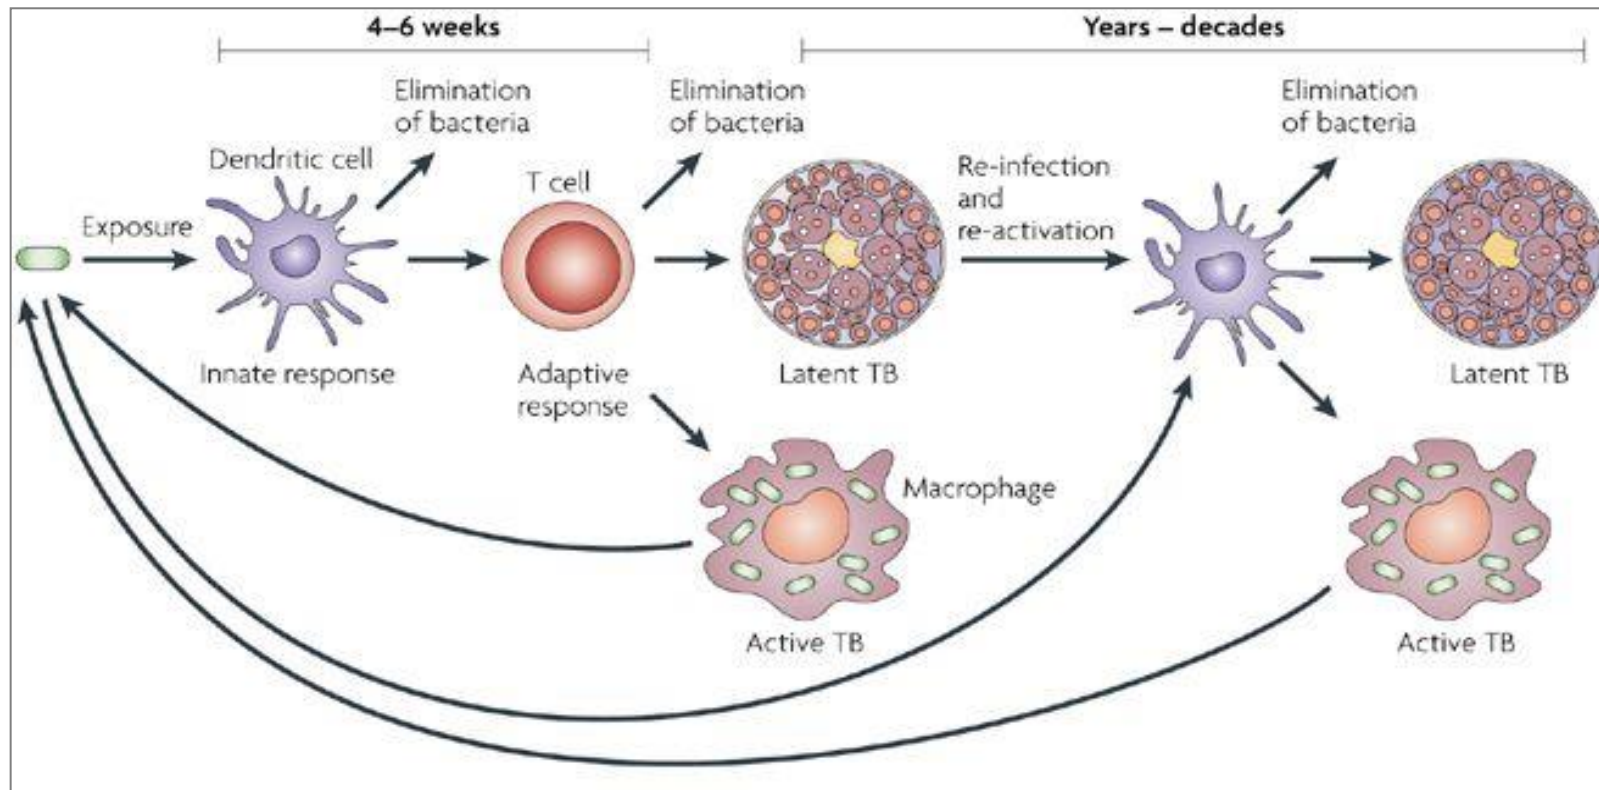 4–6 weeks
Years – decades
Elimination
of bacteria
Elimination
of bacteria
Elimination
of bacteria
Dendritic cell
T cell
Re-infection
and
re-activation
Exposure
Innate response
Adaptive
response
Latent TB
Latent TB
Macrophage
Active TB
Active TB